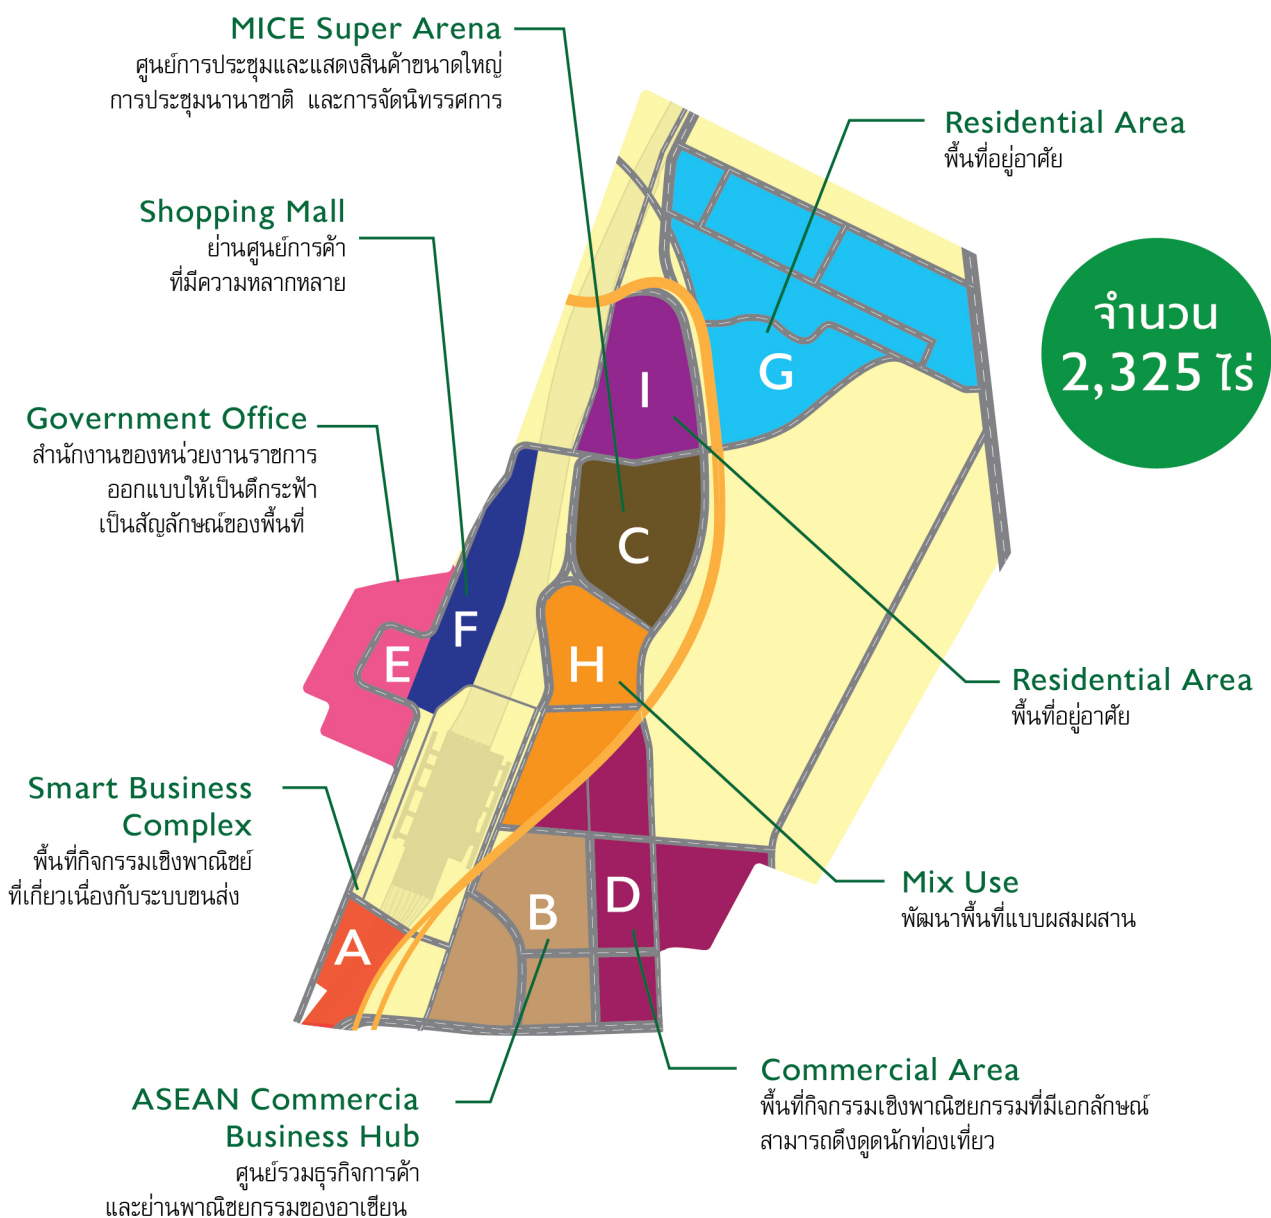 MICE Super Arena
ศูนย์การประชุมและแสดงสินค้าขนาดใหญ่
การประชุมนานาชาติ และการจัดนิทรรศการ
Residential Area
พื้นที่อยู่อาศัย
Shopping Mall
ย่านศูนย์การค้า
ที่มีความหลากหลาย
จำนวน
2,325 ไร่
Government Office
สำนักงานของหน่วยงานราชการ
ออกแบบให้เป็นตึกระฟ้า
เป็นสัญลักษณ์ของพื้นที่
I
G
C
F
E
H
Residential Area
พื้นที่อยู่อาศัย
Smart Business
Complex
พื้นที่กิจกรรมเชิงพาณิชย์
ที่เกี่ยวเนื่องกับระบบขนส่ง
Mix Use
พัฒนาพื้นที่แบบผสมผสาน
A
B
D
ASEAN Commercia
Business Hub
ศูนย์รวมธุรกิจการค้า
และย่านพาณิชยกรรมของอาเซียน
Commercial Area
พื้นที่กิจกรรมเชิงพาณิชยกรรมที่มีเอกลักษณ์
สามารถดึงดูดนักท่องเที่ยว